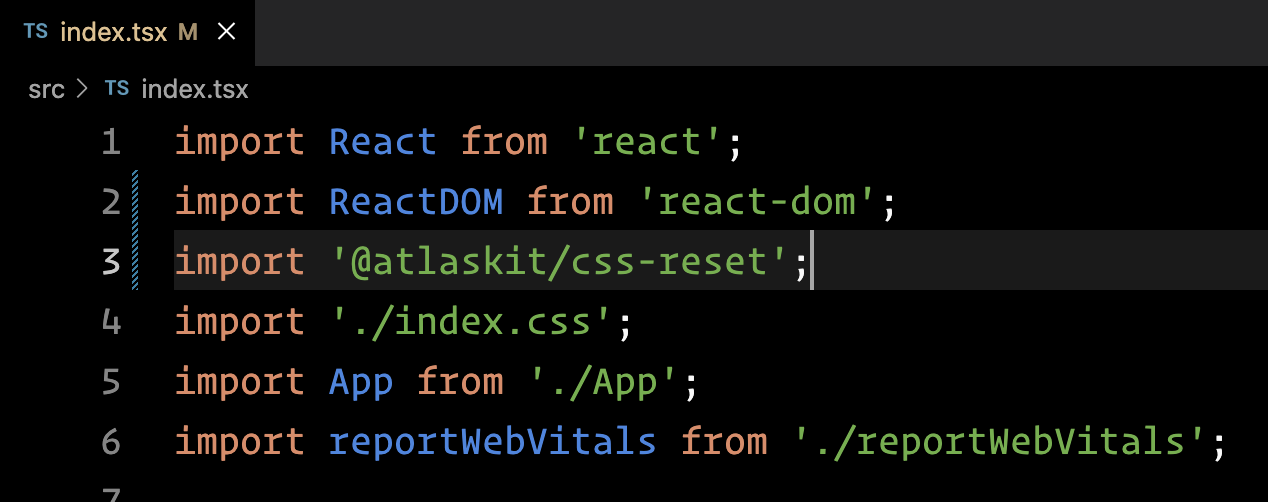 TS index.tsx M ×
src > TS index.tsx
1 import React from 'react';
2 import ReactDOM from 'react-dom';
3 import '@atlaskit/css-reset';
4 import './index.css';
5 import App from './App';
6 import reportWebVitals from './reportWebVitals';
7